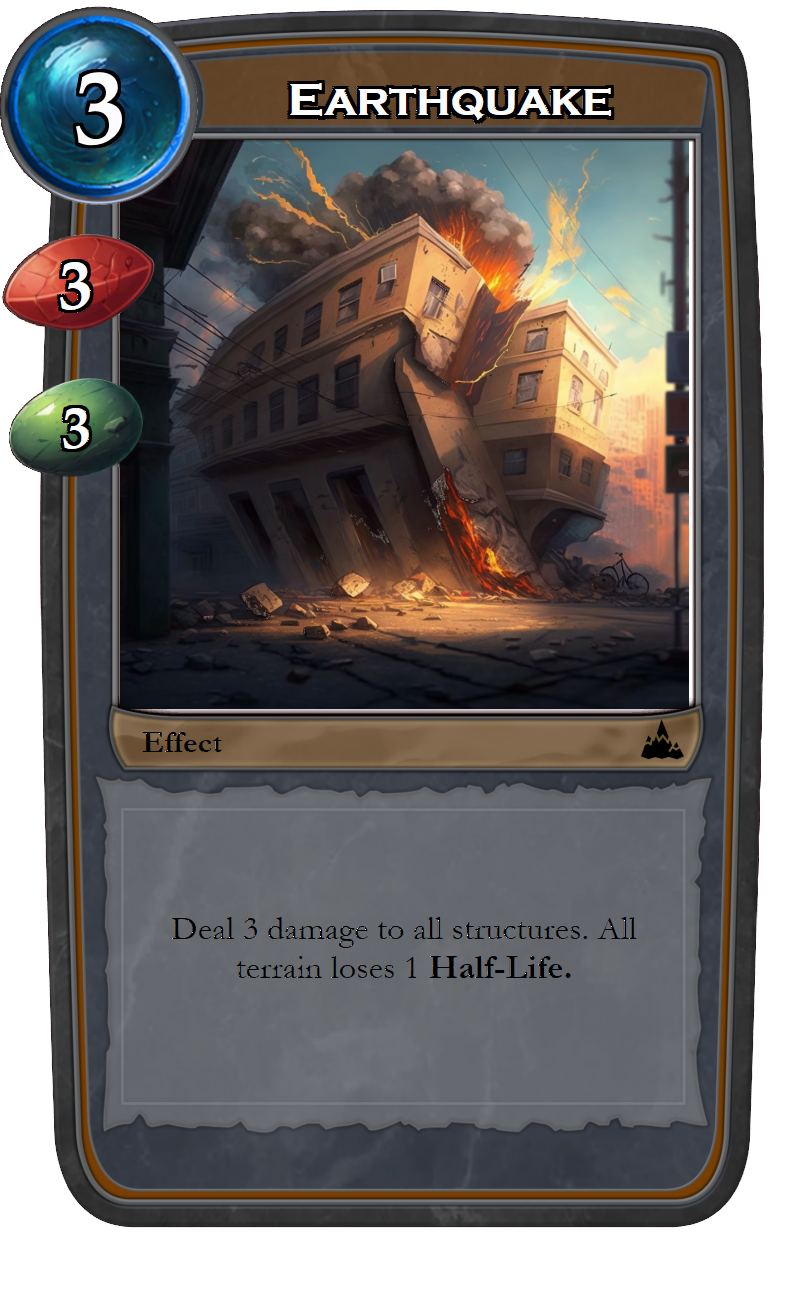 3
Earthquake
3
3
Effect
Deal 3 damage to all structures. All
terrain loses 1 Half-Life.